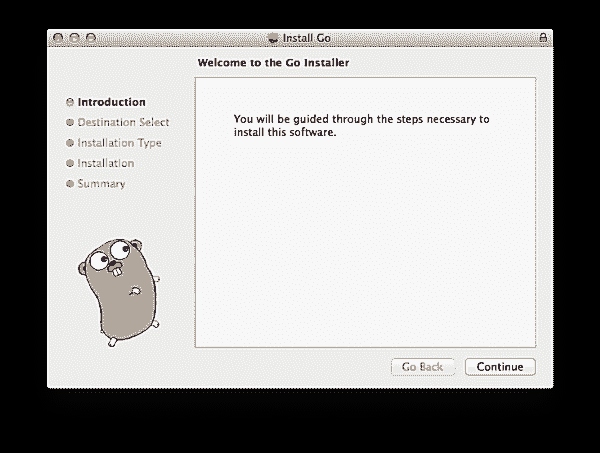 Install Go
Welcome to the Go Installer
Introduction
Destination Select
Installation Type
Installation
Summary
You will be guided through the steps necessary to
install this software.
Go Back
Continue